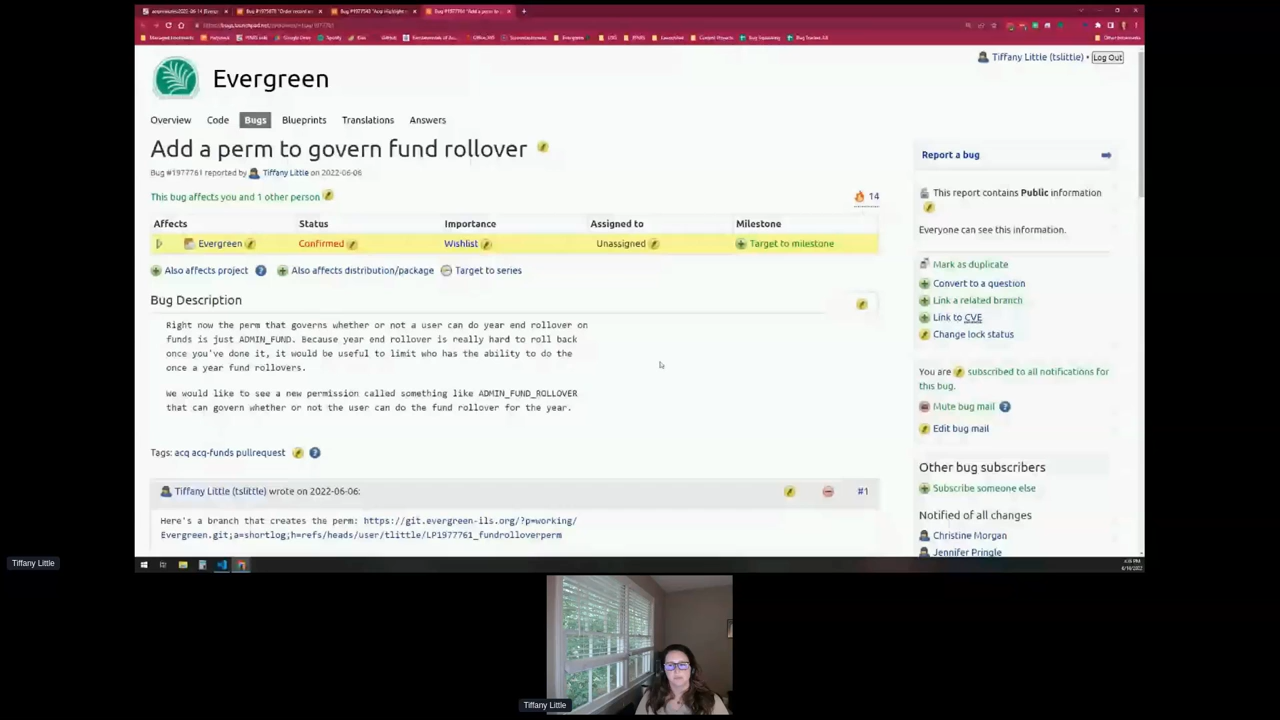 Evergreen
Tiffany Little (tslittle) • Log Out
Overview Code Bugs Blueprints Translations Answers
Add a perm to govern fund rollover
Bug #1977761 reported by Tiffany Little on 2022-06-06
This bug affects you and 1 other person
14
Affects Status Importance Assigned to Milestone
Evergreen Confirmed Wishlist Unassigned Target to milestone
Also affects project Also affects distribution/package Target to series
Bug Description
Right now the perm that governs whether or not a user can do year end rollover on
funds is just ADMIN_FUND. Because year end rollover is really hard to roll back
once you've done it, it would be useful to limit who has the ability to do the
once a year fund rollovers.
We would like to see a new permission called something like ADMIN_FUND_ROLLOVER
that can govern whether or not the user can do the fund rollover for the year.
Tags: acq acq-funds pullrequest
Tiffany Little (tslittle) wrote on 2022-06-06: #1
Here's a branch that creates the perm: https://git.evergreen-ils.org/?p=working/
Evergreen.git;a=shortlog;h=refs/heads/user/tlittle/LP1977761_fundrolloverperm
Report a bug
This report contains Public information
Everyone can see this information.
Mark as duplicate
Convert to a question
Link a related branch
Link to CVE
Change lock status
You are subscribed to all notifications for
this bug.
Mute bug mail
Edit bug mail
Other bug subscribers
Subscribe someone else
Notified of all changes
Christine Morgan
Jennifer Pringle
Tiffany Little
Tiffany Little